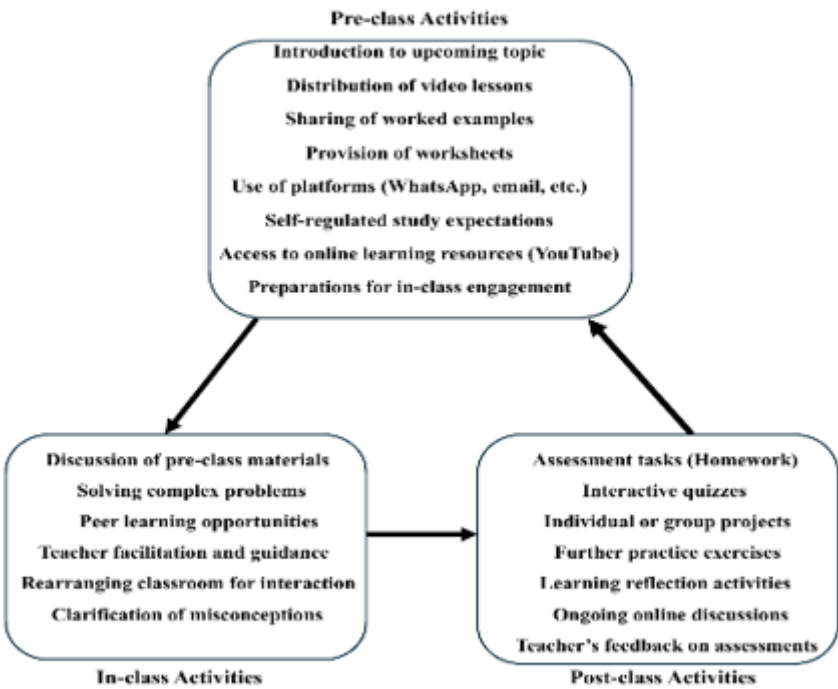 Pre-class Activities
Introduction to upcoming topic
Distribution of video lessons
Sharing of worked examples
Provision of worksheets
Use of platforms (WhatsApp, email, etc.)
Self-regulated study expectations
Access to online learning resources (YouTube)
Preparations for in-class engagement
Discussion of pre-class materials
Solving complex problems
Peer learning opportunities
Teacher facilitation and guidance
Rearranging classroom for interaction
Clarification of misconceptions
In-class Activities
Assessment tasks (Homework)
Interactive quizzes
Individual or group projects
Further practice exercises
Learning reflection activities
Ongoing online discussions
Teacher's feedback on assessments
Post-class Activities